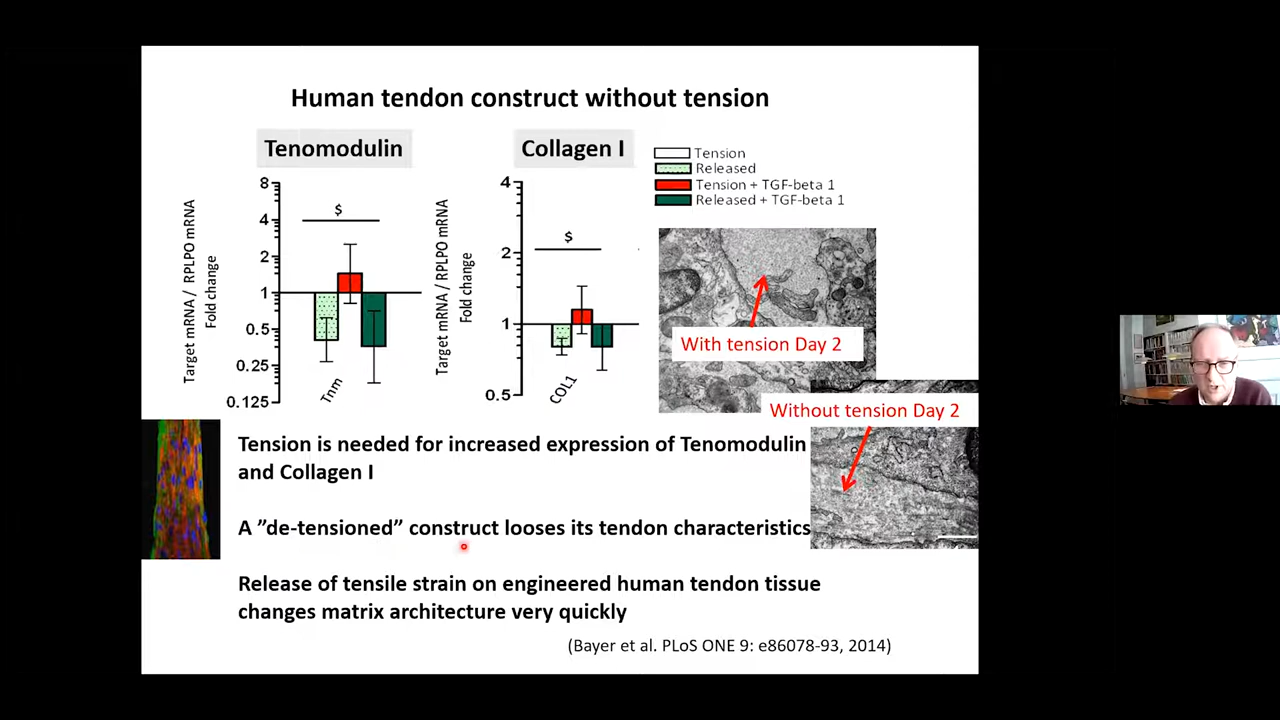 Human tendon construct without tension
Tenomodulin
Collagen I
Tension
Released
Tension + TGF-beta 1
Released + TGF-beta 1
Target mRNA / RPLPO mRNA
Fold change
8
4
2
1
0.5
0.25
0.125
$
Tnm
Target mRNA / RPLPO mRNA
Fold change
4
2
1
0.5
$
COL1
With tension Day 2
Without tension Day 2
Tension is needed for increased expression of Tenomodulin
and Collagen I
A ”de-tensioned” construct looses its tendon characteristics
Release of tensile strain on engineered human tendon tissue
changes matrix architecture very quickly
(Bayer et al. PLoS ONE 9: e86078-93, 2014)